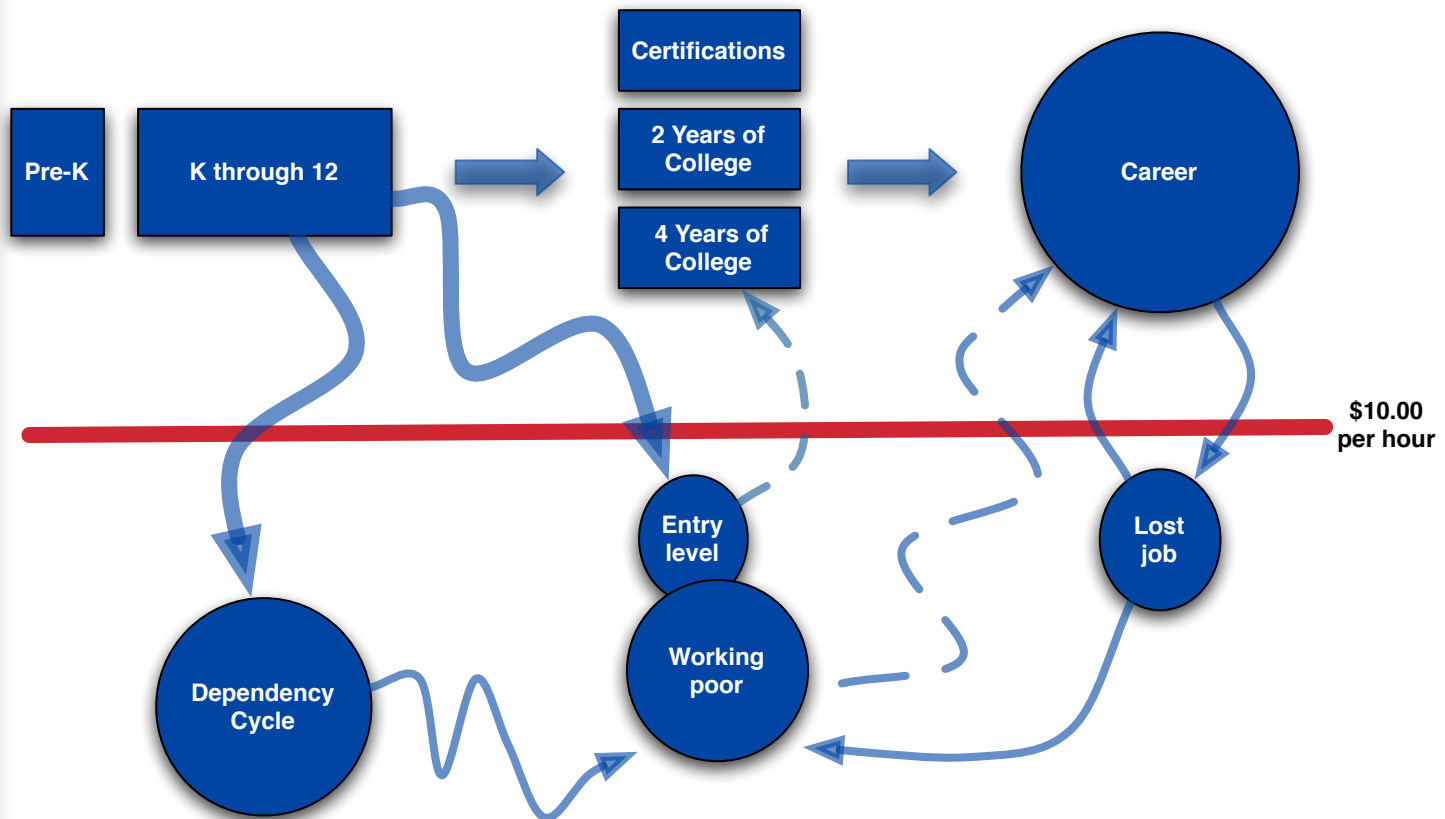 Certifications
Pre-K
K through 12
2 Years of
College
4 Years of
College
Career
$10.00
per hour
Entry
level
Lost
job
Working
poor
Dependency
Cycle